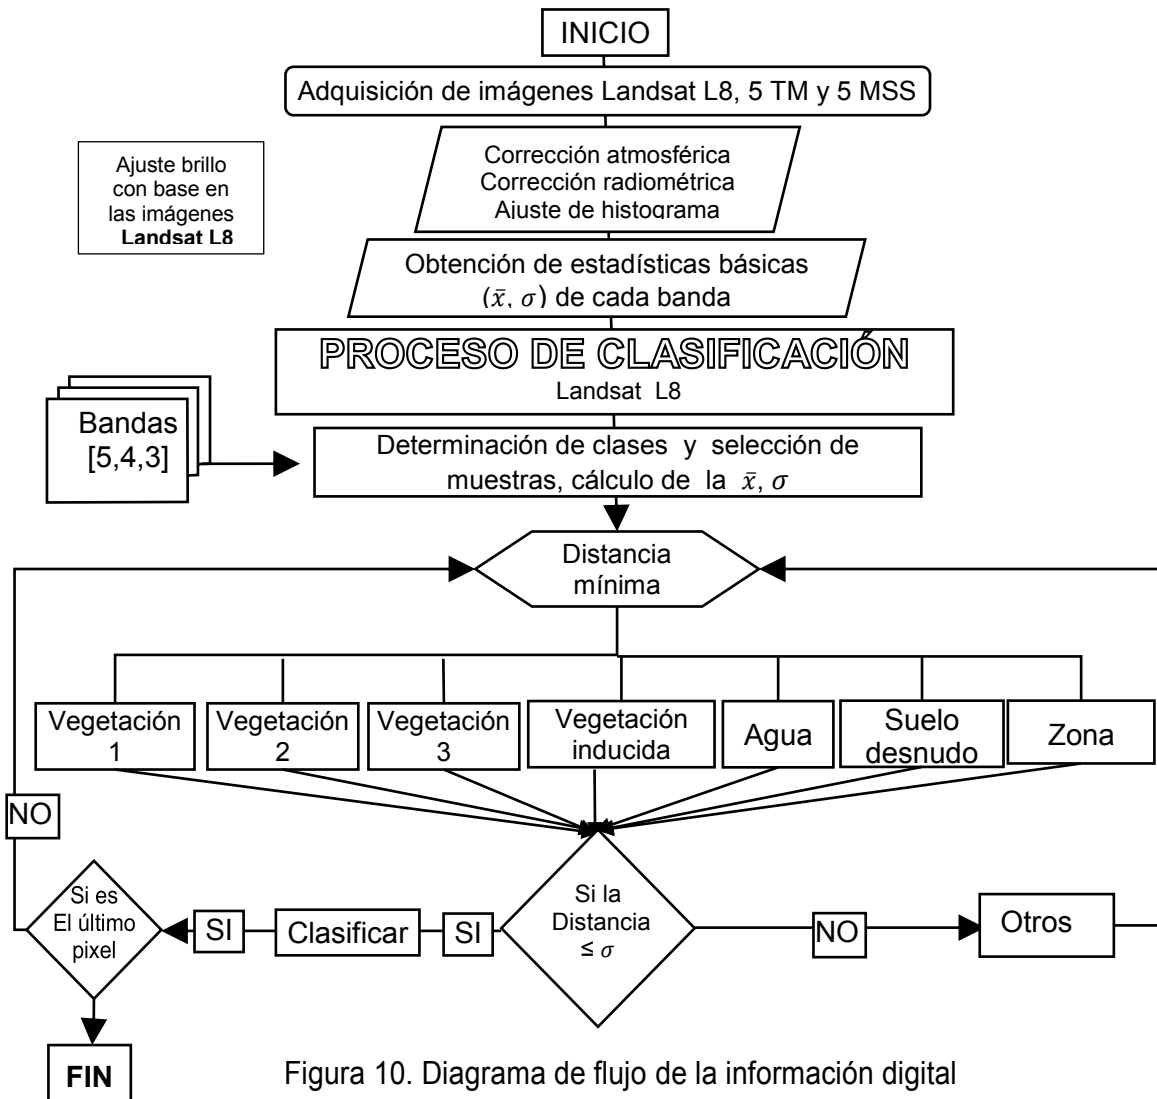 INICIO
Adquisición de imágenes Landsat L8, 5 TM y 5 MSS
Ajuste brillo
con base en
las imágenes
Landsat L8
Corrección atmosférica
Corrección radiométrica
Ajuste de histograma
Obtención de estadísticas básicas
(x̄, σ) de cada banda
PROCESO DE CLASIFICACIÓN
Landsat L8
Bandas
[5,4,3]
Determinación de clases y selección de
muestras, cálculo de la x̄, σ
Distancia
mínima
Vegetación
1
Vegetación
2
Vegetación
3
Vegetación
inducida
Agua
Suelo
desnudo
Zona
NO
Si es
El último
pixel
SI
Clasificar
SI
Si la
Distancia
≤ σ
NO
Otros
FIN
Figura 10. Diagrama de flujo de la información digital